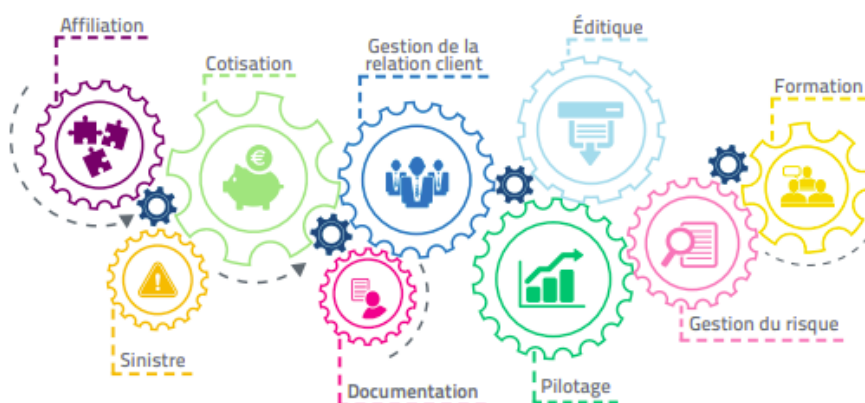 Affiliation
Cotisation
Gestion de la
relation client
Éditique
Formation
€
Sinistre
Documentation
Pilotage
Gestion du risque